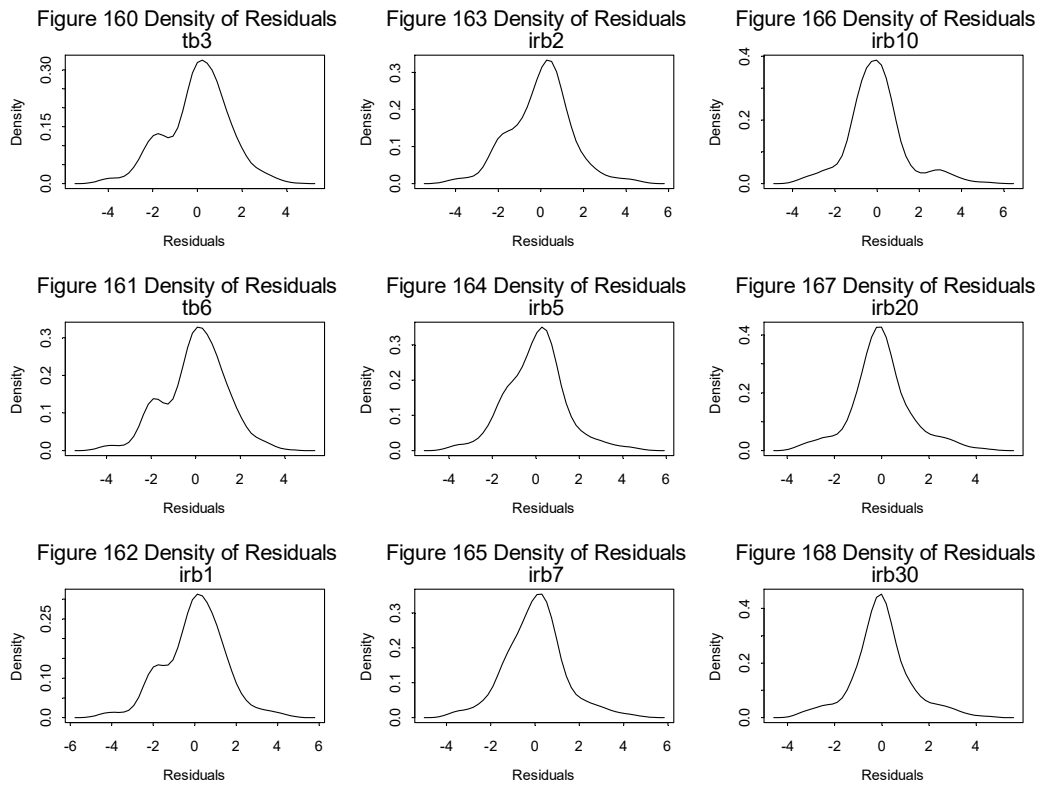 Figure 160 Density of Residuals
tb3
Density
0.0
0.15
0.30
-4 -2 0 2 4
Residuals
Figure 163 Density of Residuals
irb2
Density
0.0
0.1
0.2
0.3
-4 -2 0 2 4 6
Residuals
Figure 166 Density of Residuals
irb10
Density
0.0
0.2
0.4
-4 -2 0 2 4 6
Residuals
Figure 161 Density of Residuals
tb6
Density
0.0
0.1
0.2
0.3
-4 -2 0 2 4
Residuals
Figure 164 Density of Residuals
irb5
Density
0.0
0.1
0.2
0.3
-4 -2 0 2 4 6
Residuals
Figure 167 Density of Residuals
irb20
Density
0.0
0.2
0.4
-4 -2 0 2 4
Residuals
Figure 162 Density of Residuals
irb1
Density
0.0
0.10
0.25
-6 -4 -2 0 2 4 6
Residuals
Figure 165 Density of Residuals
irb7
Density
0.0
0.1
0.2
0.3
-4 -2 0 2 4 6
Residuals
Figure 168 Density of Residuals
irb30
Density
0.0
0.2
0.4
-4 -2 0 2 4
Residuals